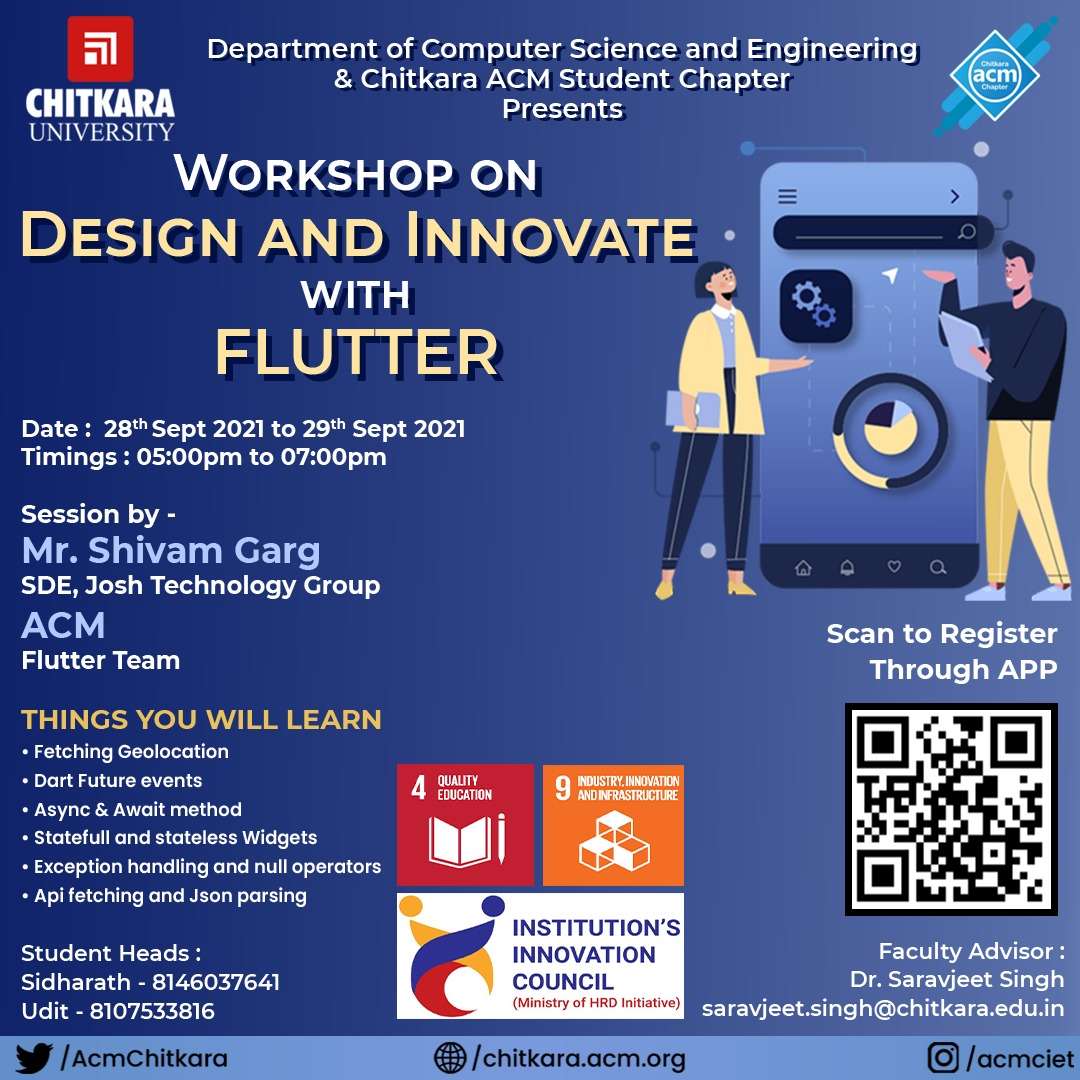 CHITKARA
UNIVERSITY
Department of Computer Science and Engineering
& Chitkara ACM Student Chapter
Presents
Chitkara
acm
Chapter
WORKSHOP ON
DESIGN AND INNOVATE
WITH
FLUTTER
Date : 28th Sept 2021 to 29th Sept 2021
Timings : 05:00pm to 07:00pm
Session by -
Mr. Shivam Garg
SDE, Josh Technology Group
ACM
Flutter Team
Scan to Register
Through APP
THINGS YOU WILL LEARN
• Fetching Geolocation
• Dart Future events
• Async & Await method
• Statefull and stateless Widgets
• Exception handling and null operators
• Api fetching and Json parsing
4 QUALITY
EDUCATION
9 INDUSTRY, INNOVATION
AND INFRASTRUCTURE
INSTITUTION'S
INNOVATION
COUNCIL
(Ministry of HRD Initiative)
Student Heads :
Sidharath - 8146037641
Udit - 8107533816
Faculty Advisor :
Dr. Saravjeet Singh
saravjeet.singh@chitkara.edu.in
/AcmChitkara
/chitkara.acm.org
/acmciet